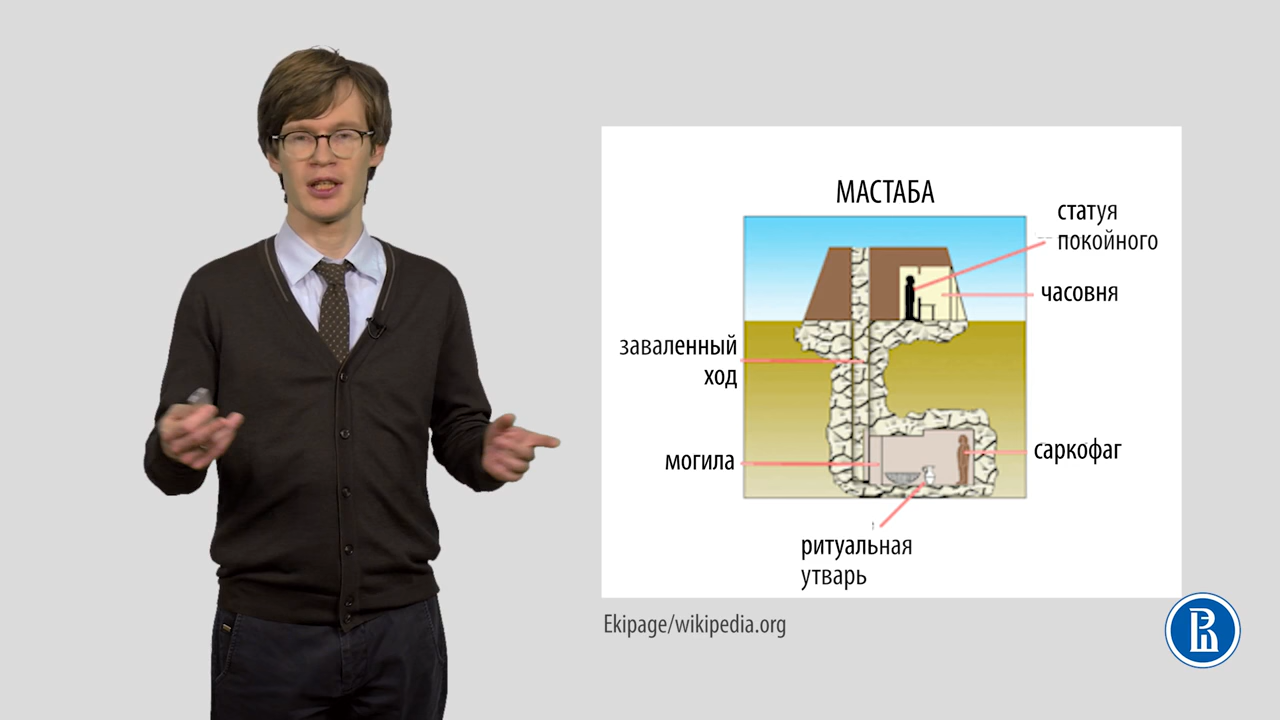 МАСТАБА
статуя
покойного
часовня
заваленный
ход
могила
саркофаг
ритуальная
утварь
Ekipage/wikipedia.org